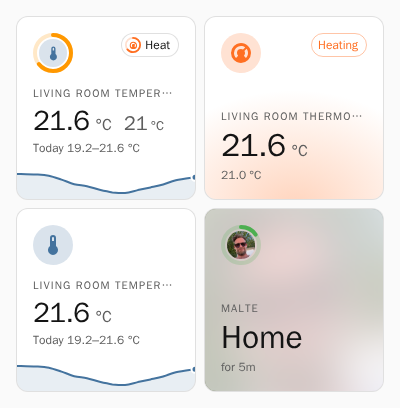 Heat
LIVING ROOM TEMPER...
21.6 °C 21 °C
Today 19.2–21.6 °C
Heating
LIVING ROOM THERMO...
21.6 °C
21.0 °C
LIVING ROOM TEMPER...
21.6 °C
Today 19.2–21.6 °C
MALTE
Home
for 5m